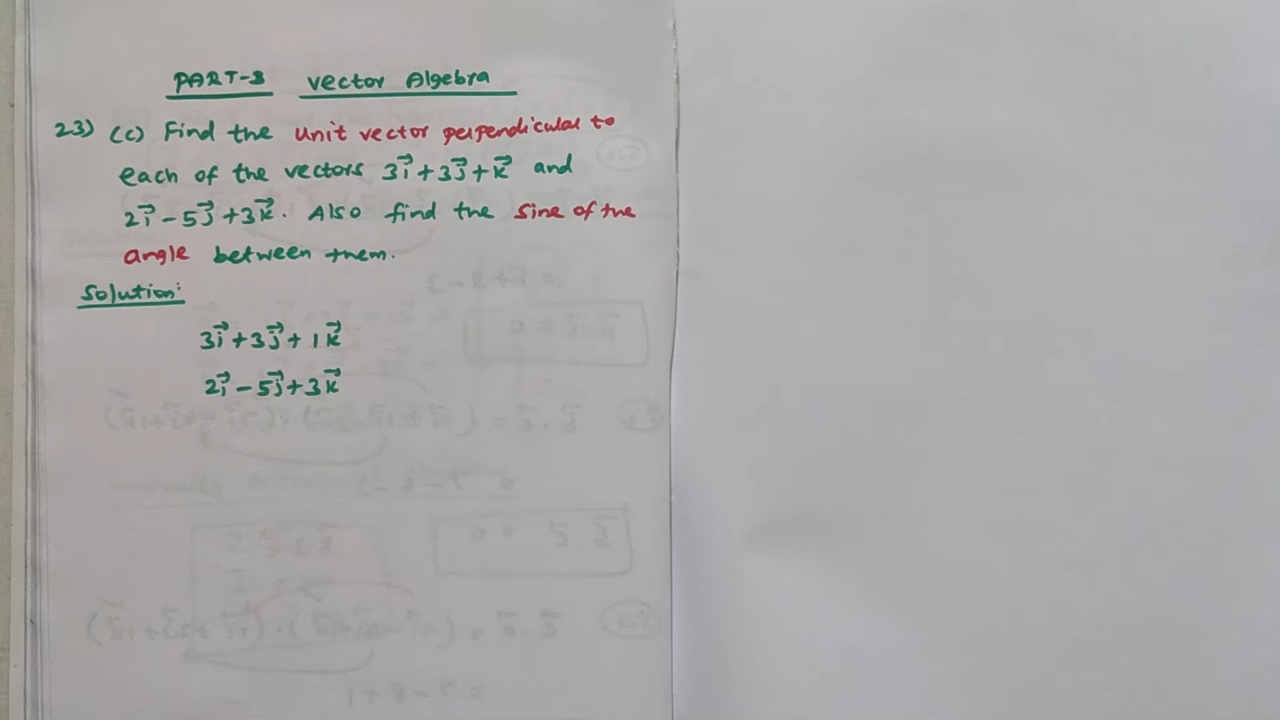 PART-B Vector Algebra
23) (c) Find the unit vector perpendicular to
each of the vectors 3i⃗ + 3j⃗ + k⃗ and
2i⃗ - 5j⃗ + 3k⃗. Also find the sine of the
angle between them.
Solution:
3i⃗ + 3j⃗ + 1k⃗
2i⃗ - 5j⃗ + 3k⃗